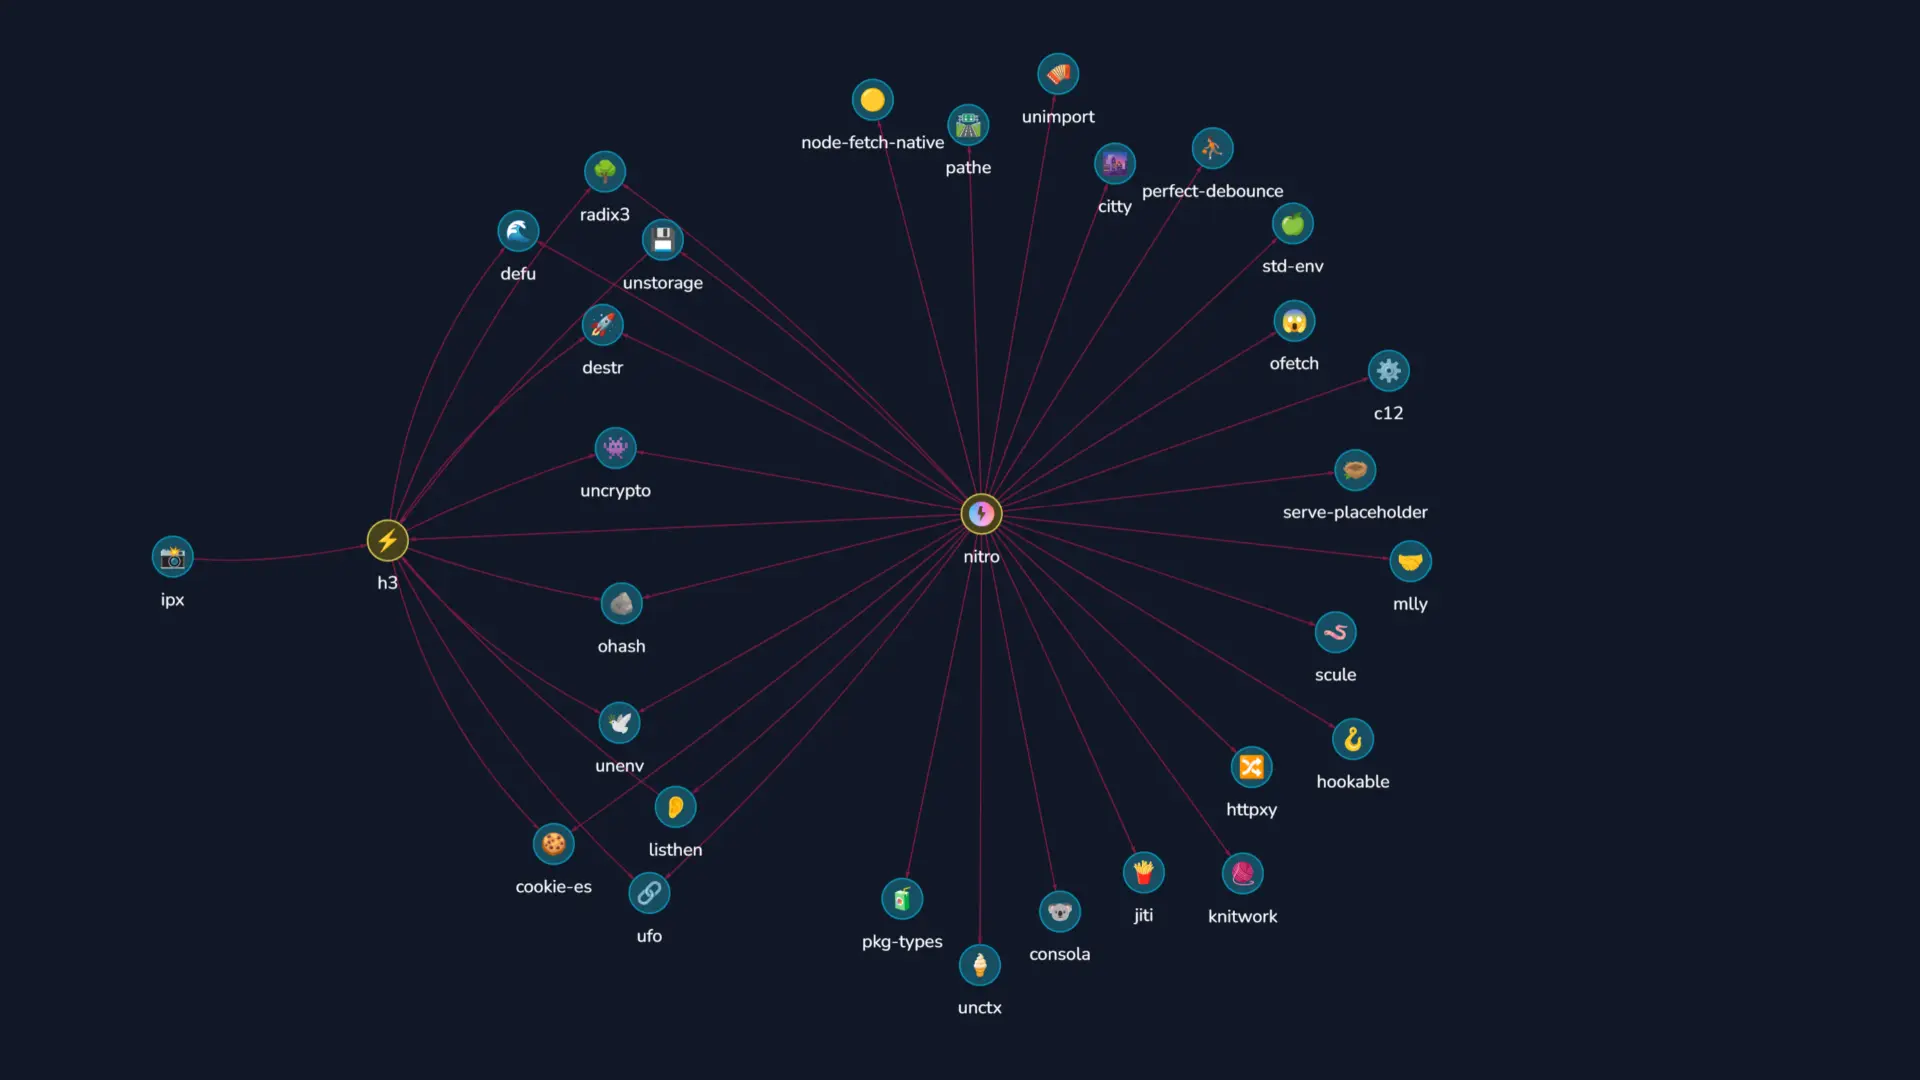 unimport
node-fetch-native
pathe
perfect-debounce
citty
radix3
std-env
defu
unstorage
ofetch
destr
c12
uncrypto
serve-placeholder
nitro
h3
ipx
mlly
ohash
scule
unenv
hookable
httpxy
listhen
cookie-es
jiti
knitwork
ufo
pkg-types
consola
unctx